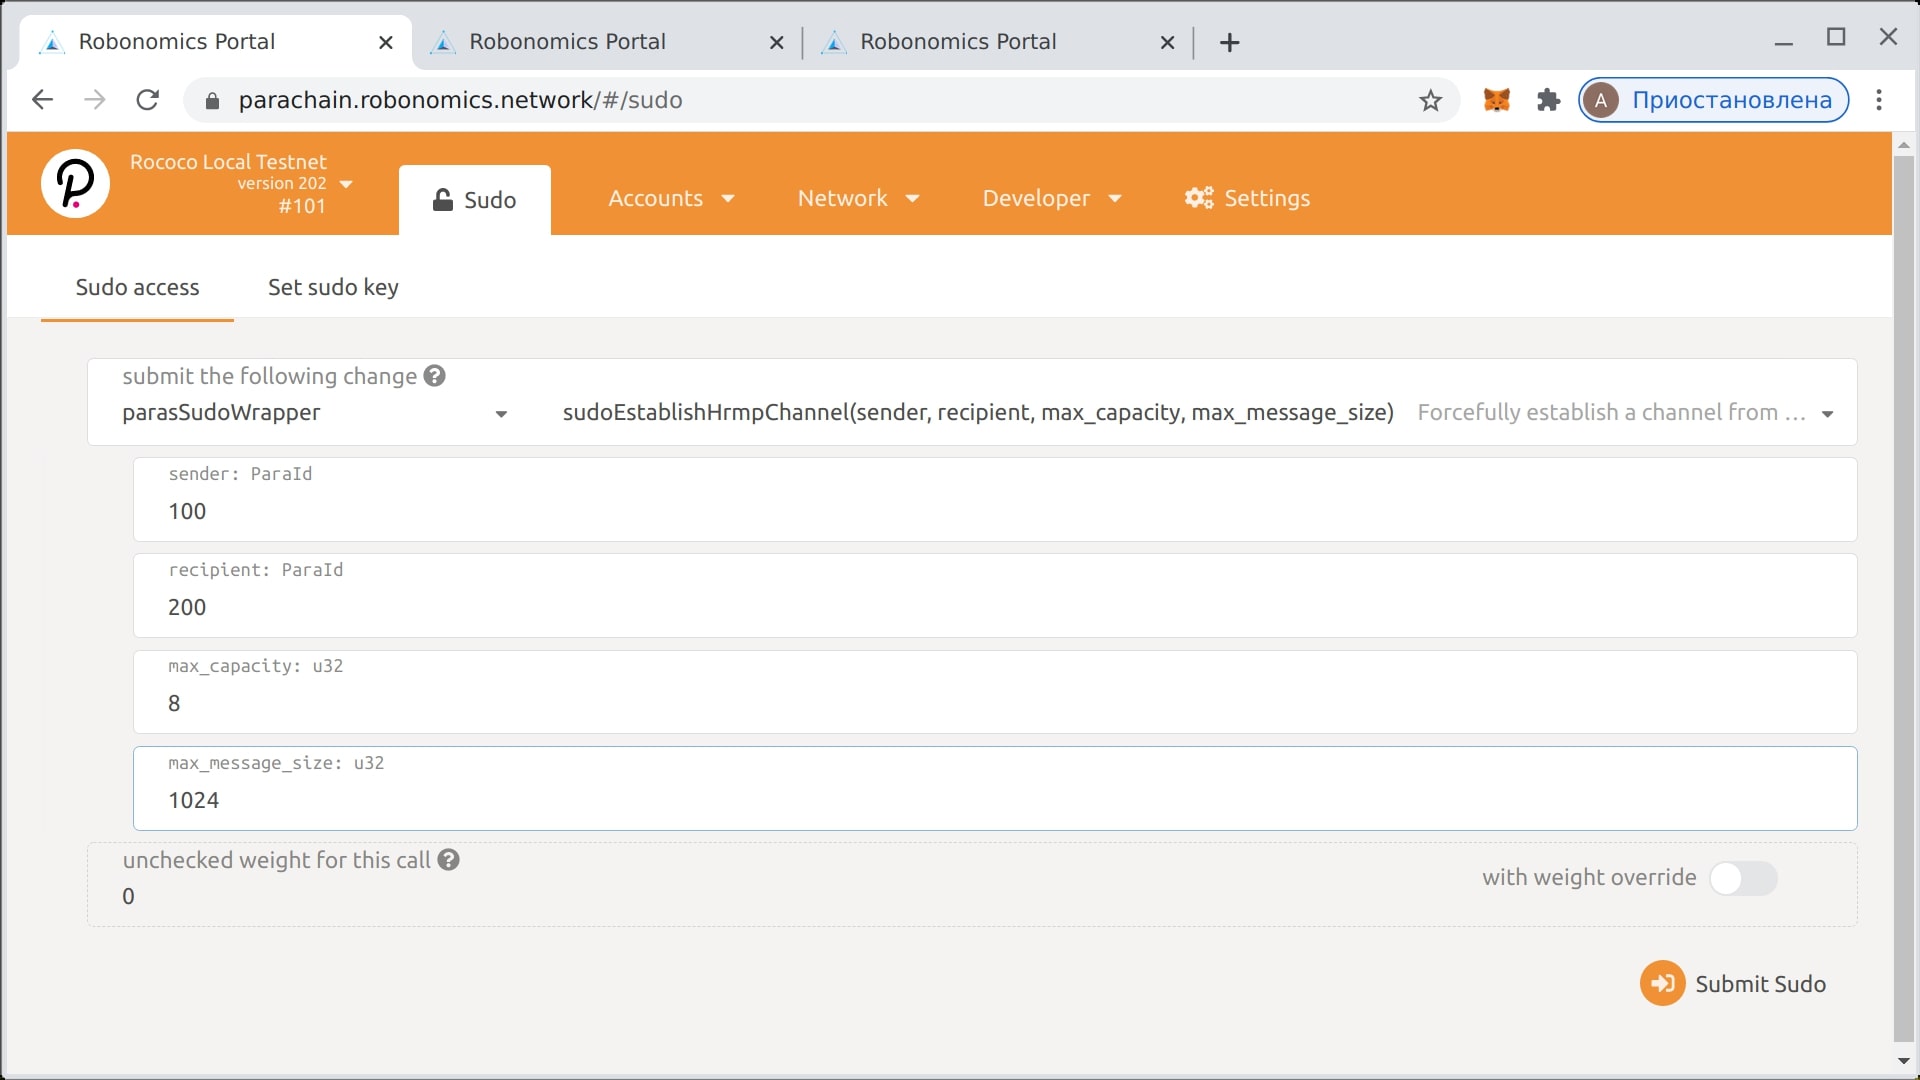 Robonomics Portal
Robonomics Portal
Robonomics Portal
parachain.robonomics.network/#/sudo
A
Приостановлена
Rococo Local Testnet
version 202
#101
Sudo
Accounts
Network
Developer
Settings
Sudo access
Set sudo key
submit the following change
parasSudoWrapper
sudoEstablishHrmpChannel(sender, recipient, max_capacity, max_message_size)
Forcefully establish a channel from …
sender: ParaId
100
recipient: ParaId
200
max_capacity: u32
8
max_message_size: u32
1024
unchecked weight for this call
0
with weight override
Submit Sudo